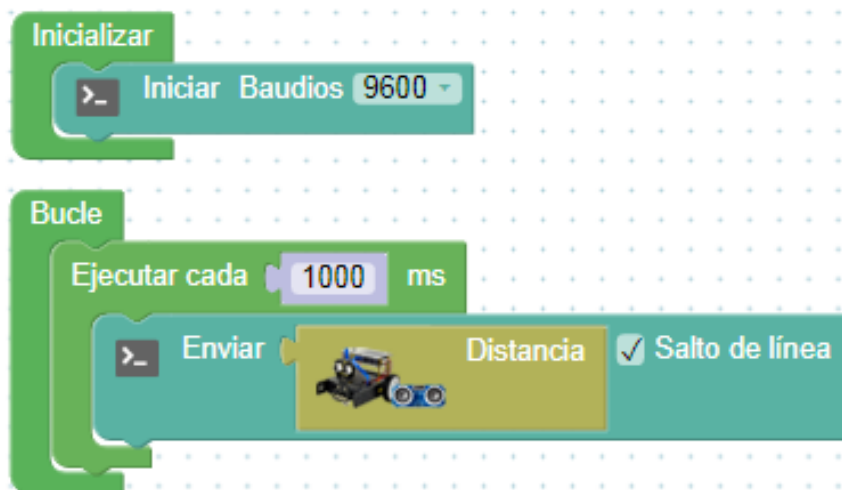 Inicializar
>_ Iniciar Baudios 9600
Bucle
Ejecutar cada 1000 ms
>_ Enviar Distancia Salto de línea